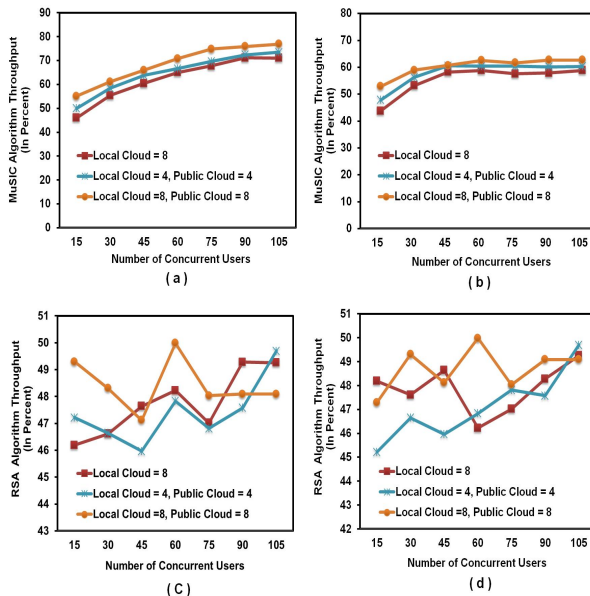 MuSIC Algorithm Throughput
(In Percent)
90
80
70
60
50
40
30
20
10
0
Local Cloud = 8
Local Cloud = 4, Public Cloud = 4
Local Cloud =8, Public Cloud = 8
15 30 45 60 75 90 105
Number of Concurrent Users
( a )
MuSIC Algorithm Throughput
(In Percent)
80
70
60
50
40
30
20
10
0
Local Cloud = 8
Local Cloud = 4, Public Cloud = 4
Local Cloud =8, Public Cloud = 8
15 30 45 60 75 90 105
Number of Concurrent Users
( b )
RSA Algorithm Throughput
(In Percent)
51
50
49
48
47
46
45
44
43
Local Cloud = 8
Local Cloud = 4, Public Cloud = 4
Local Cloud =8, Public Cloud = 8
15 30 45 60 75 90 105
Number of Concurrent Users
( C )
RSA Algorithm Throughput
(In Percent)
51
50
49
48
47
46
45
44
43
42
Local Cloud = 8
Local Cloud = 4, Public Cloud = 4
Local Cloud =8, Public Cloud = 8
15 30 45 60 75 90 105
Number of Concurrent Users
( d )